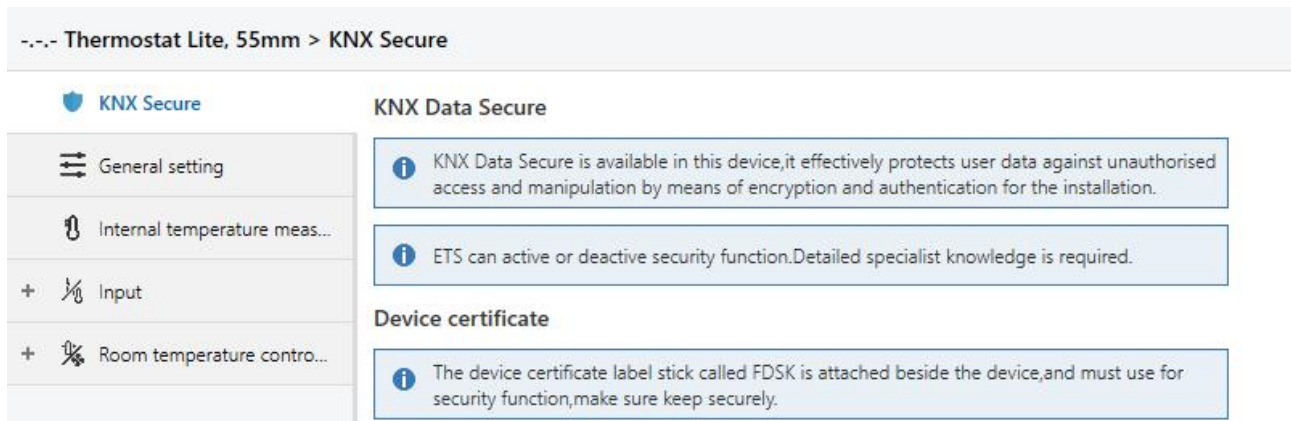 -.-.- Thermostat Lite, 55mm > KNX Secure
KNX Secure
General setting
Internal temperature meas...
+ Input
+ Room temperature contro...
KNX Data Secure
KNX Data Secure is available in this device,it effectively protects user data against unauthorised
access and manipulation by means of encryption and authentication for the installation.
ETS can active or deactive security function.Detailed specialist knowledge is required.
Device certificate
The device certificate label stick called FDSK is attached beside the device,and must use for
security function,make sure keep securely.